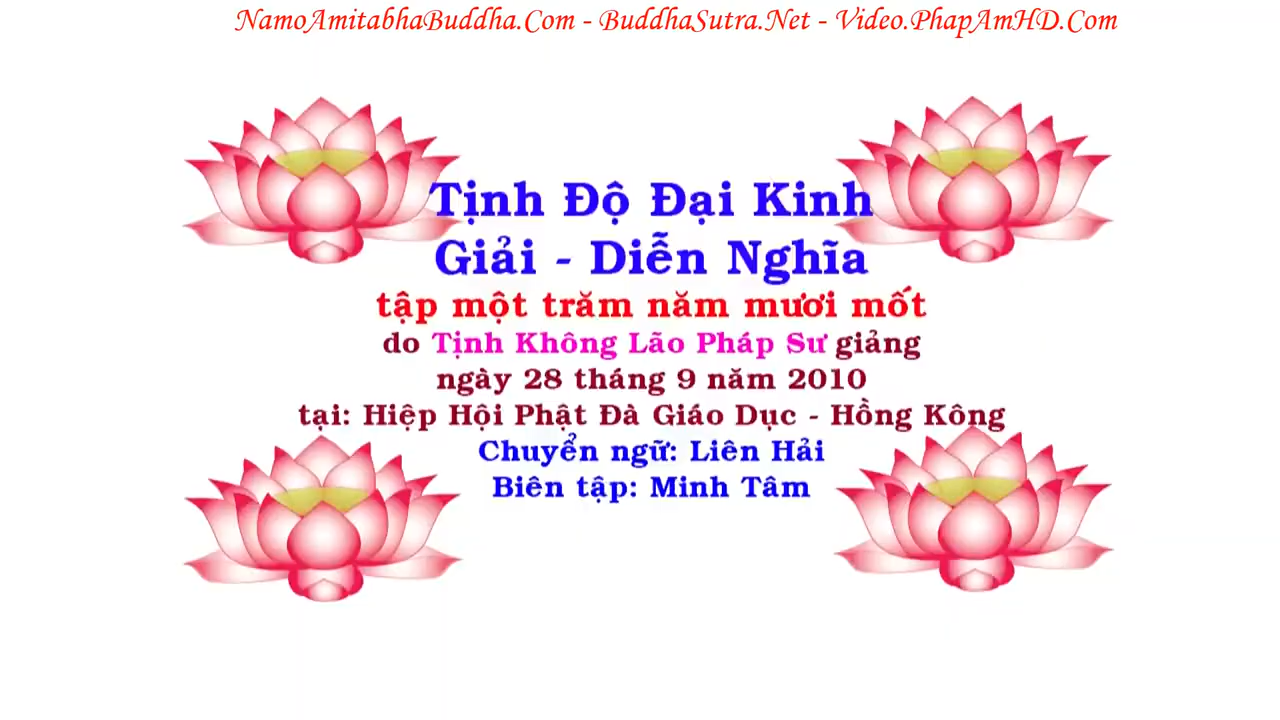 NamoAmitabhaBuddha.Com - BuddhaSutra.Net - Video.PhapAmHD.Com
Tịnh Độ Đại Kinh
Giải - Diễn Nghĩa
tập một trăm năm mươi mốt
do Tịnh Không Lão Pháp Sư giảng
ngày 28 tháng 9 năm 2010
tại: Hiệp Hội Phật Đà Giáo Dục - Hồng Kông
Chuyển ngữ: Liên Hải
Biên tập: Minh Tâm